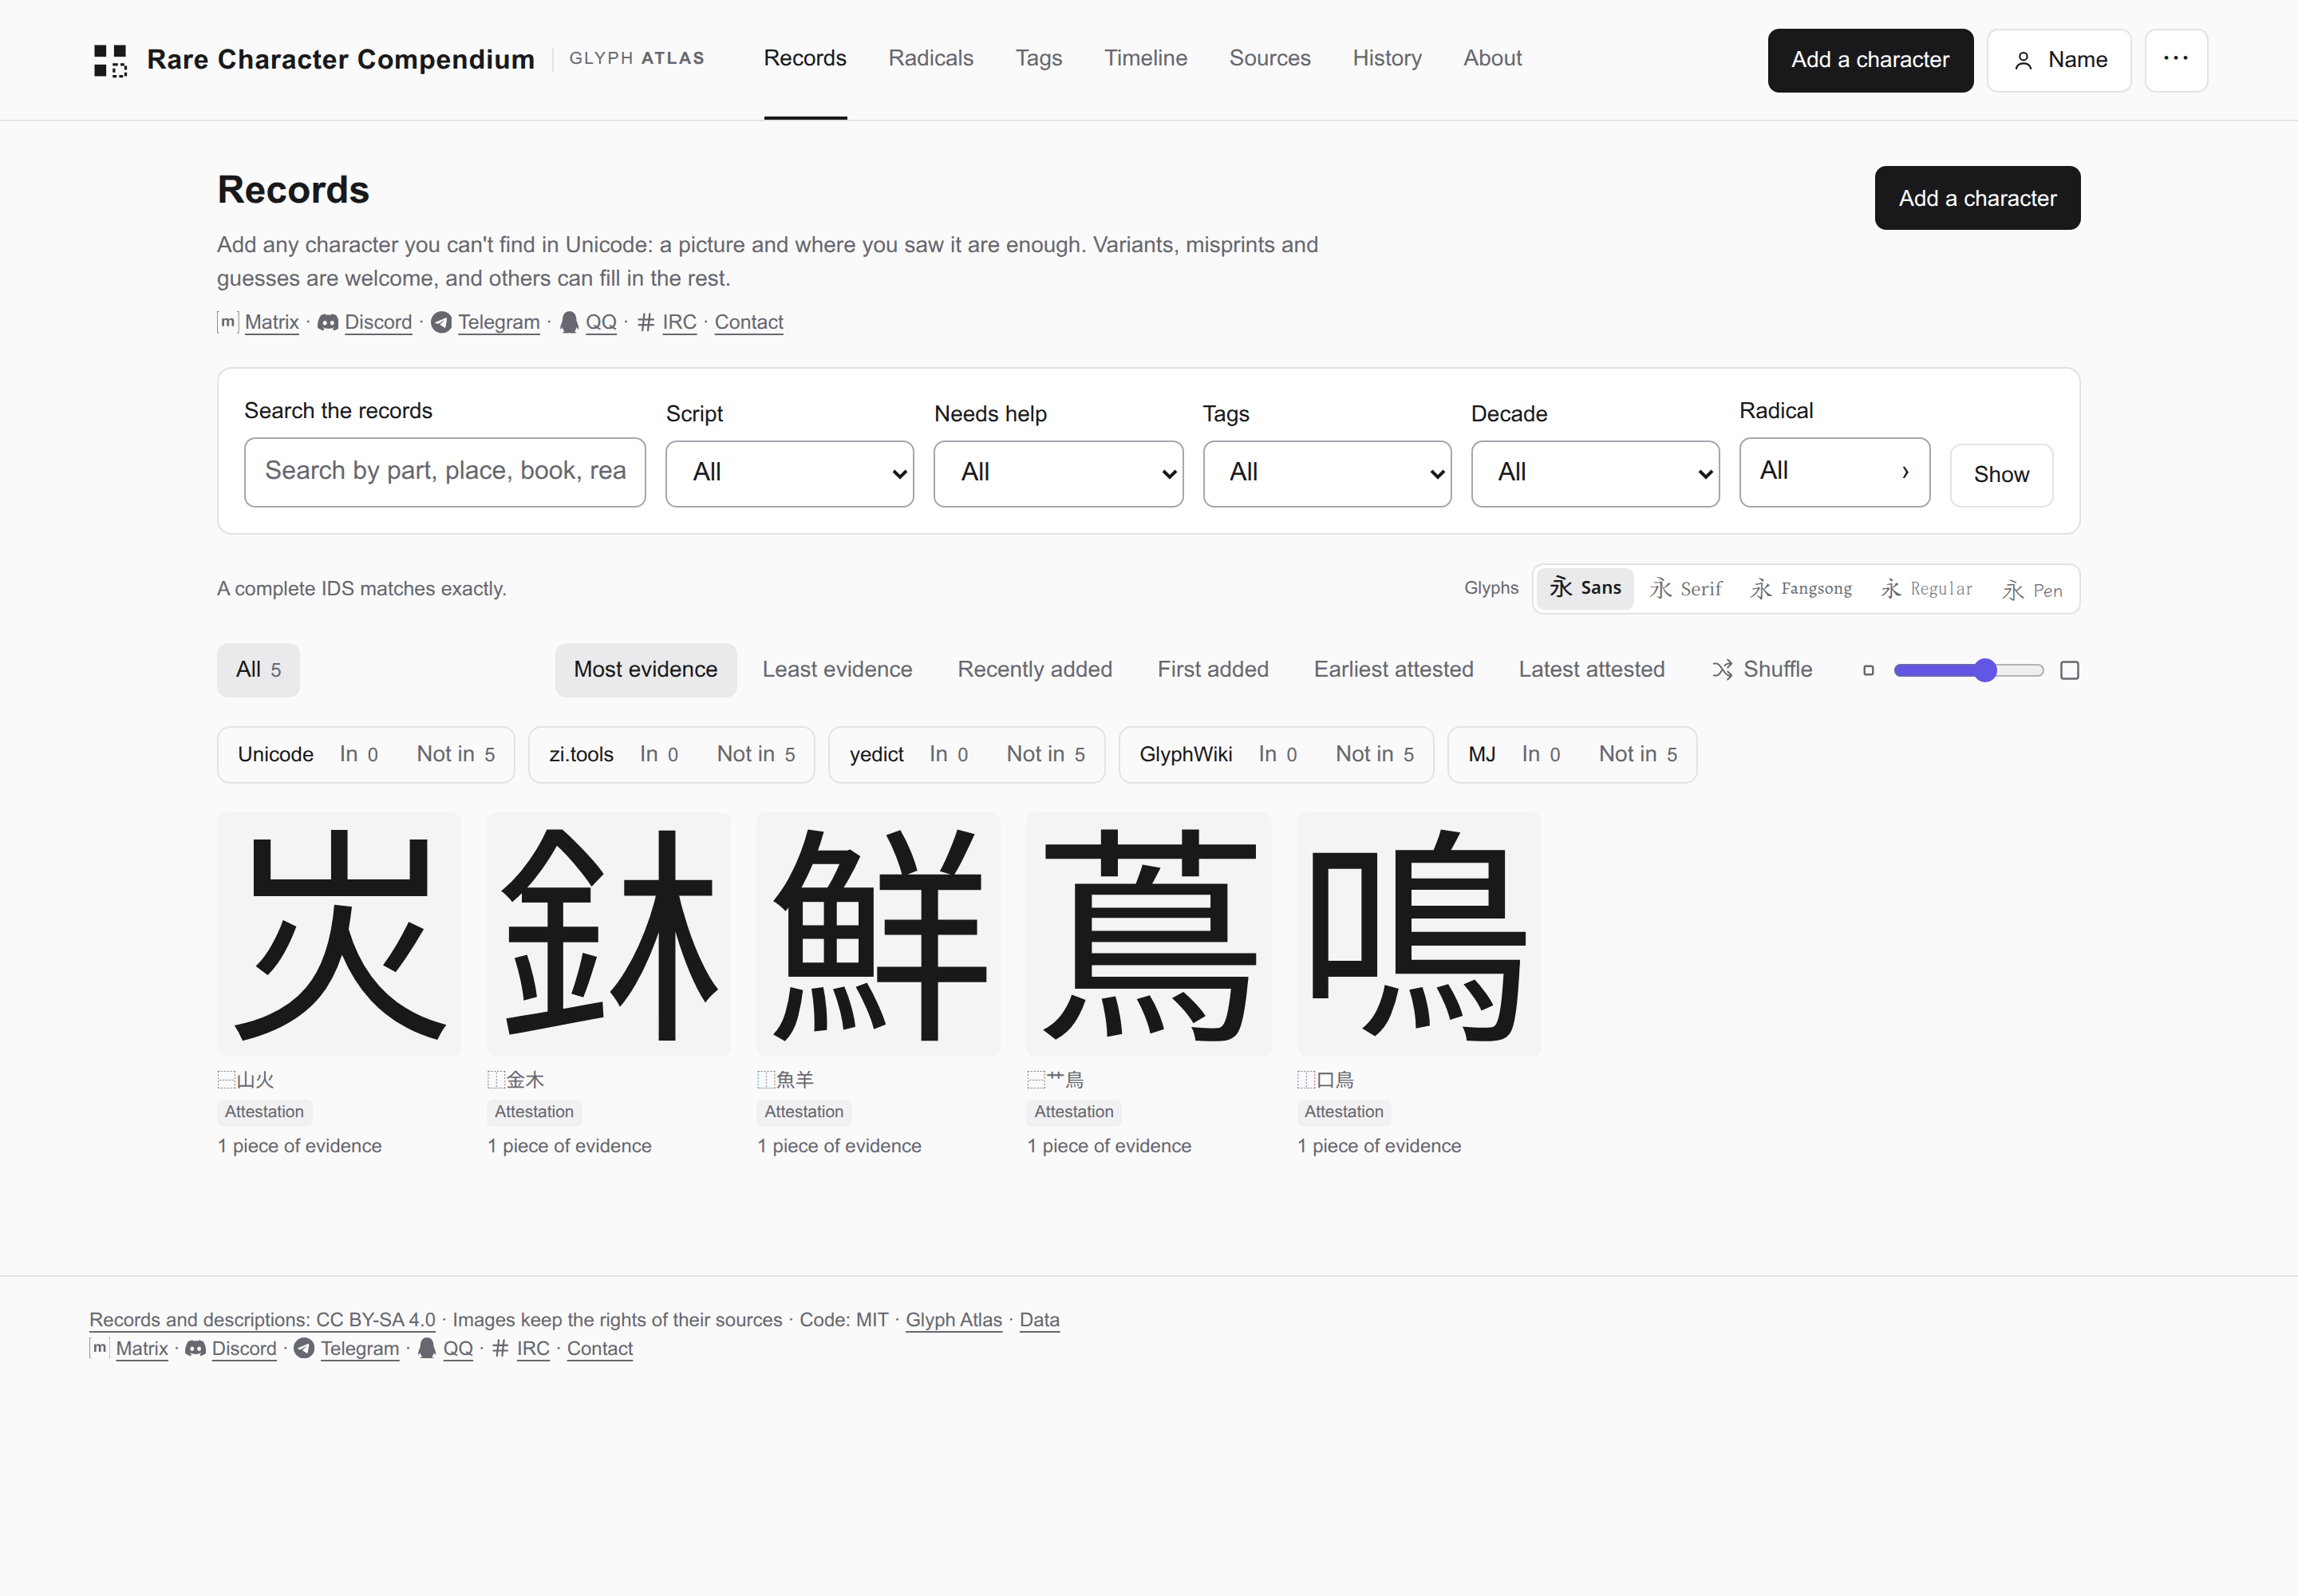 Rare Character Compendium GLYPH ATLAS Records Radicals Tags Timeline Sources History About Add a character Name ···
Records
Add a character
Add any character you can't find in Unicode: a picture and where you saw it are enough. Variants, misprints and
guesses are welcome, and others can fill in the rest.
[m] Matrix · Discord · Telegram · QQ · # IRC · Contact
Search the records Script Needs help Tags Decade Radical
Search by part, place, book, rea All All All All All › Show
A complete IDS matches exactly. Glyphs 永 Sans 永 Serif 永 Fangsong 永 Regular 永 Pen
All 5 Most evidence Least evidence Recently added First added Earliest attested Latest attested Shuffle
Unicode In 0 Not in 5 zi.tools In 0 Not in 5 yedict In 0 Not in 5 GlyphWiki In 0 Not in 5 MJ In 0 Not in 5
⿱山火 ⿰金木 ⿰魚羊 ⿱艹鳥 ⿰口鳥
⿱山火 ⿰金木 ⿰魚羊 ⿱艹鳥 ⿰口鳥
Attestation Attestation Attestation Attestation Attestation
1 piece of evidence 1 piece of evidence 1 piece of evidence 1 piece of evidence 1 piece of evidence
Records and descriptions: CC BY-SA 4.0 · Images keep the rights of their sources · Code: MIT · Glyph Atlas · Data
[m] Matrix · Discord · Telegram · QQ · # IRC · Contact